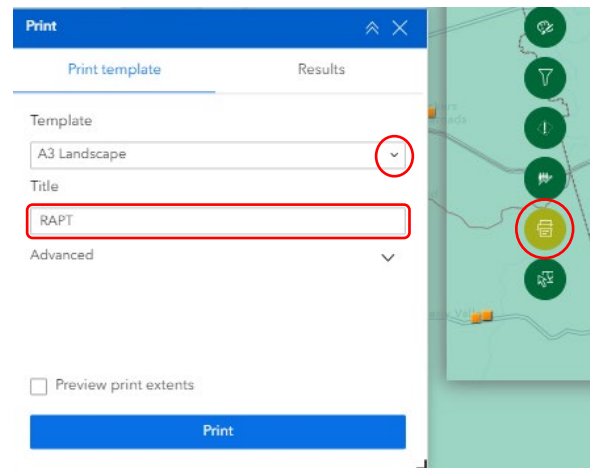 Print
Print template Results
Template
A3 Landscape
Title
RAPT
Advanced
Preview print extents
Print